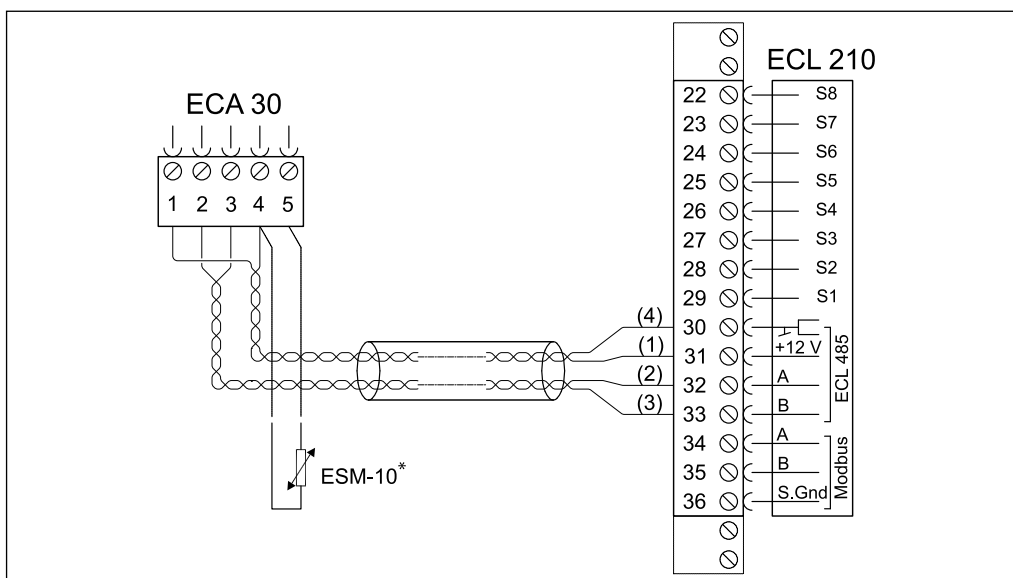 ECA 30
1 2 3 4 5
ESM-10*
ECL 210
22 S8
23 S7
24 S6
25 S5
26 S4
27 S3
28 S2
29 S1
(4) 30
(1) 31 +12 V
(2) 32 A
(3) 33 B
34 A
35 B
36 S.Gnd
ECL 485
Modbus